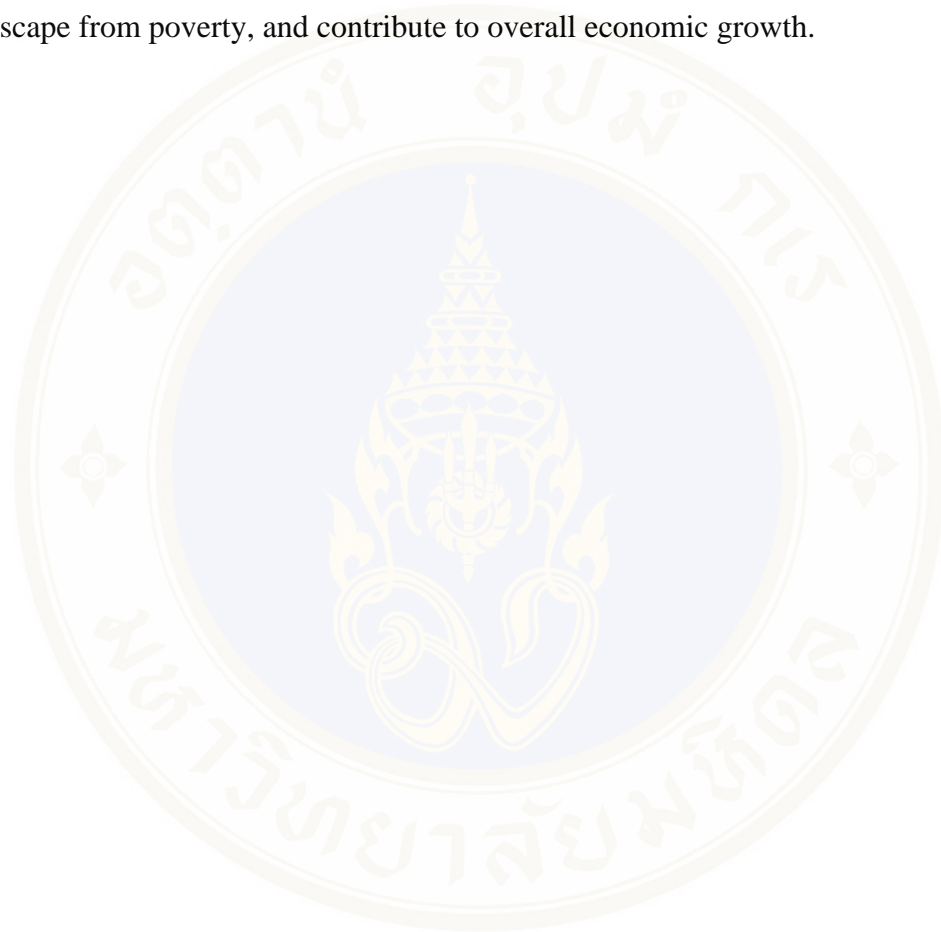 scape from poverty, and contribute to overall economic growth.
อตฺตานํ อุปมํ กเร
มหาวิทยาลัยมหิดล